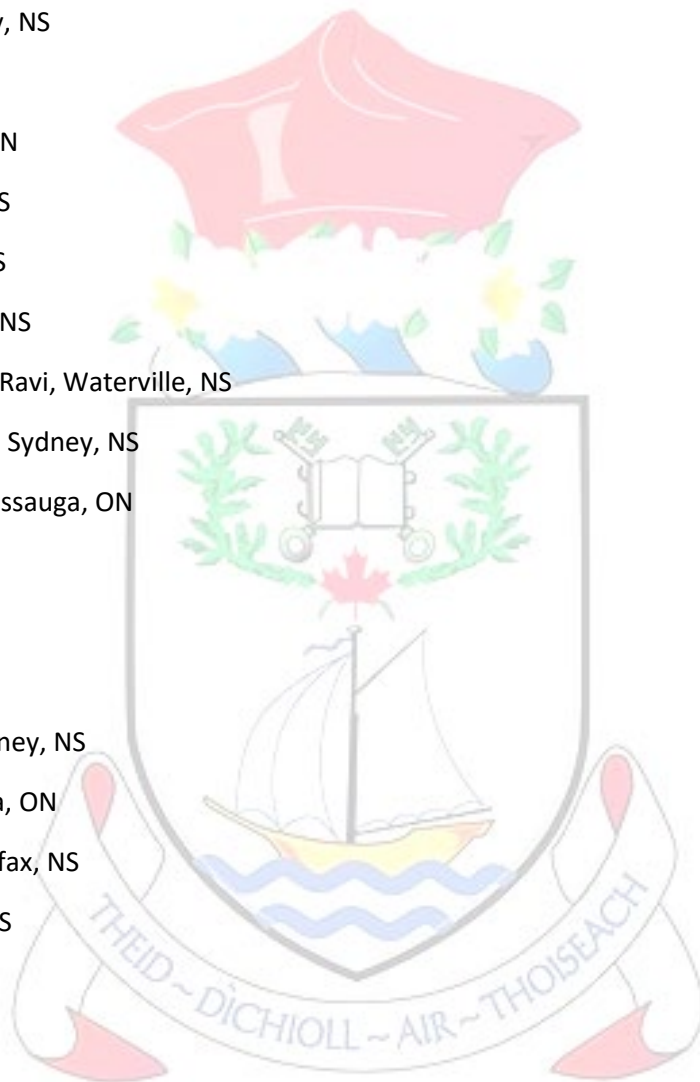 , NS
N
S
S
NS
Ravi, Waterville, NS
Sydney, NS
ssauga, ON
ney, NS
, ON
fax, NS
S
THEID ~ DÌCHIOLL ~ AIR ~ THOISEACH